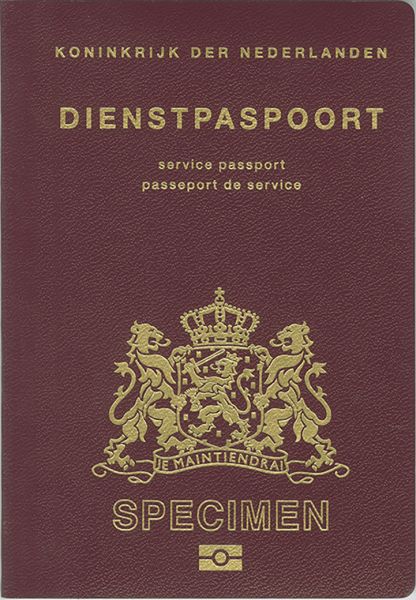 KONINKRIJK DER NEDERLANDEN
DIENSTPASPOORT
service passport
passeport de service
JE MAINTIENDRAI
SPECIMEN